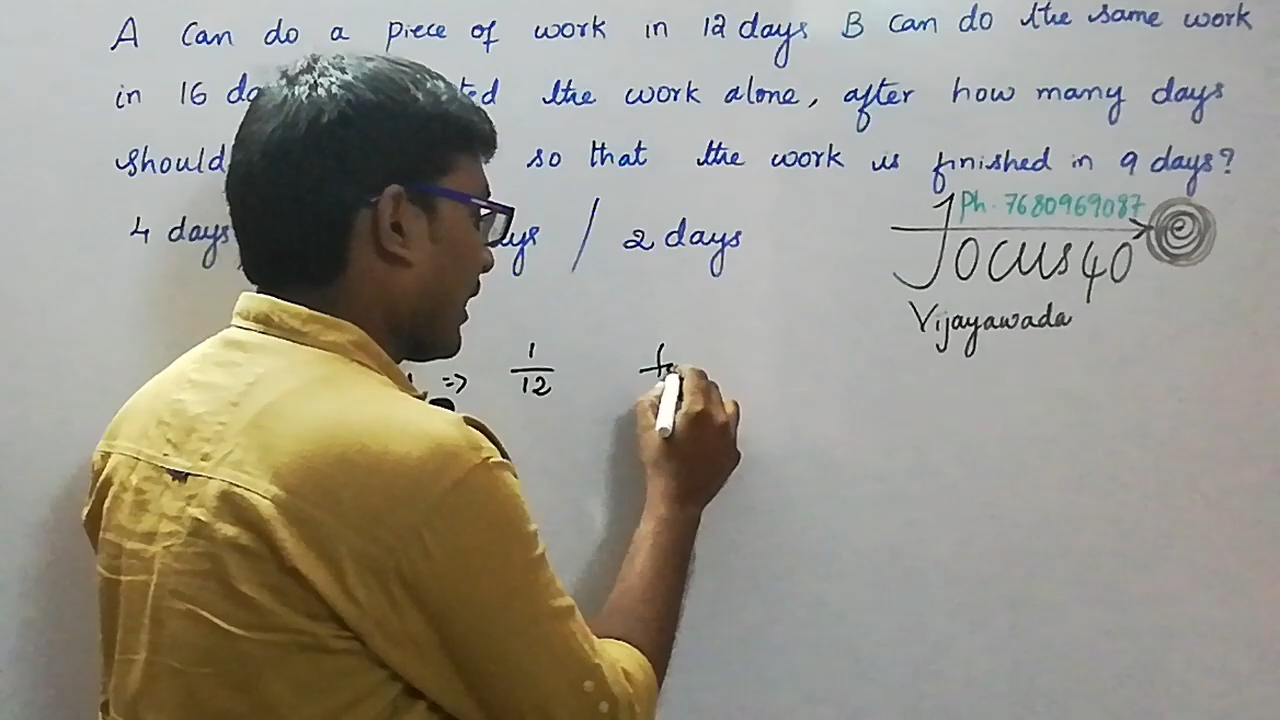 A can do a piece of work in 12 days B can do the same work
in 16 the work alone, after how many days
should so that the work is finished in 9 days?
4 days / 2 days
Ph. 7680969087
Focus40
Vijayawada
=> 1/12